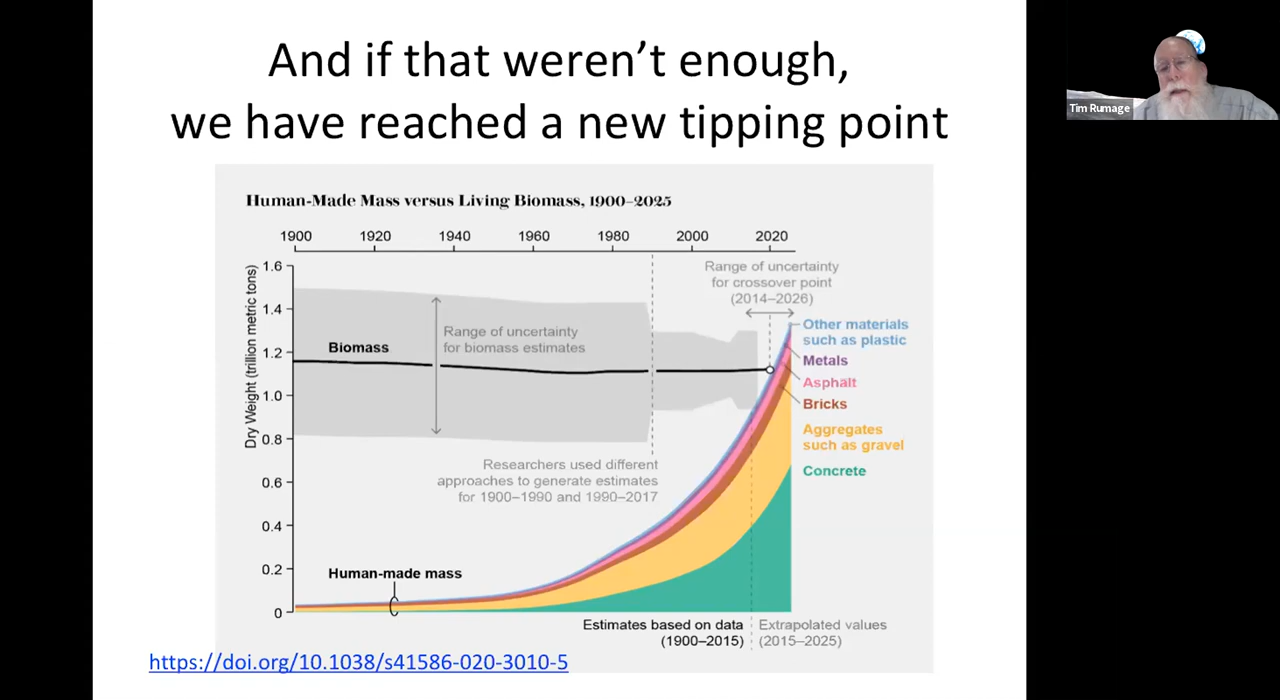 And if that weren't enough,
we have reached a new tipping point
Tim Rumage
Human-Made Mass versus Living Biomass, 1900–2025
1900 1920 1940 1960 1980 2000 2020
Dry Weight (trillion metric tons)
1.6
1.4
1.2
1.0
0.8
0.6
0.4
0.2
0
Range of uncertainty
for crossover point
(2014–2026)
Biomass
Range of uncertainty
for biomass estimates
Other materials
such as plastic
Metals
Asphalt
Bricks
Aggregates
such as gravel
Concrete
Researchers used different
approaches to generate estimates
for 1900–1990 and 1990–2017
Human-made mass
Estimates based on data
(1900–2015)
Extrapolated values
(2015–2025)
https://doi.org/10.1038/s41586-020-3010-5